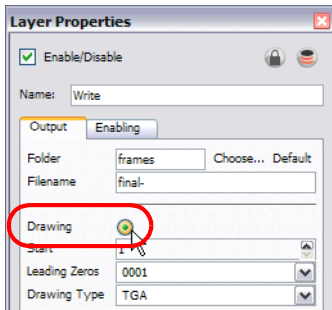 Layer Properties
Enable/Disable
Name: Write
Output Enabling
Folder frames Choose... Default
Filename final-
Drawing
Start 1
Leading Zeros 0001
Drawing Type TGA